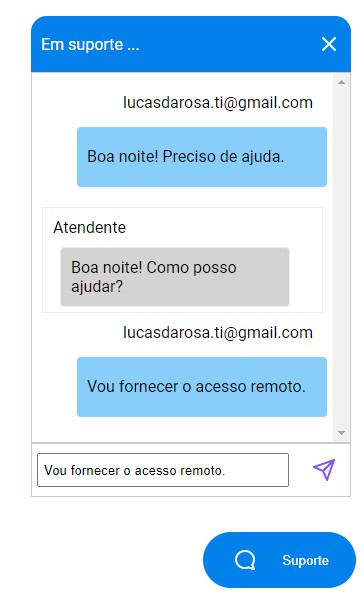 Em suporte ...
lucasdarosa.ti@gmail.com
Boa noite! Preciso de ajuda.
Atendente
Boa noite! Como posso
ajudar?
lucasdarosa.ti@gmail.com
Vou fornecer o acesso remoto.
Vou fornecer o acesso remoto.
Suporte